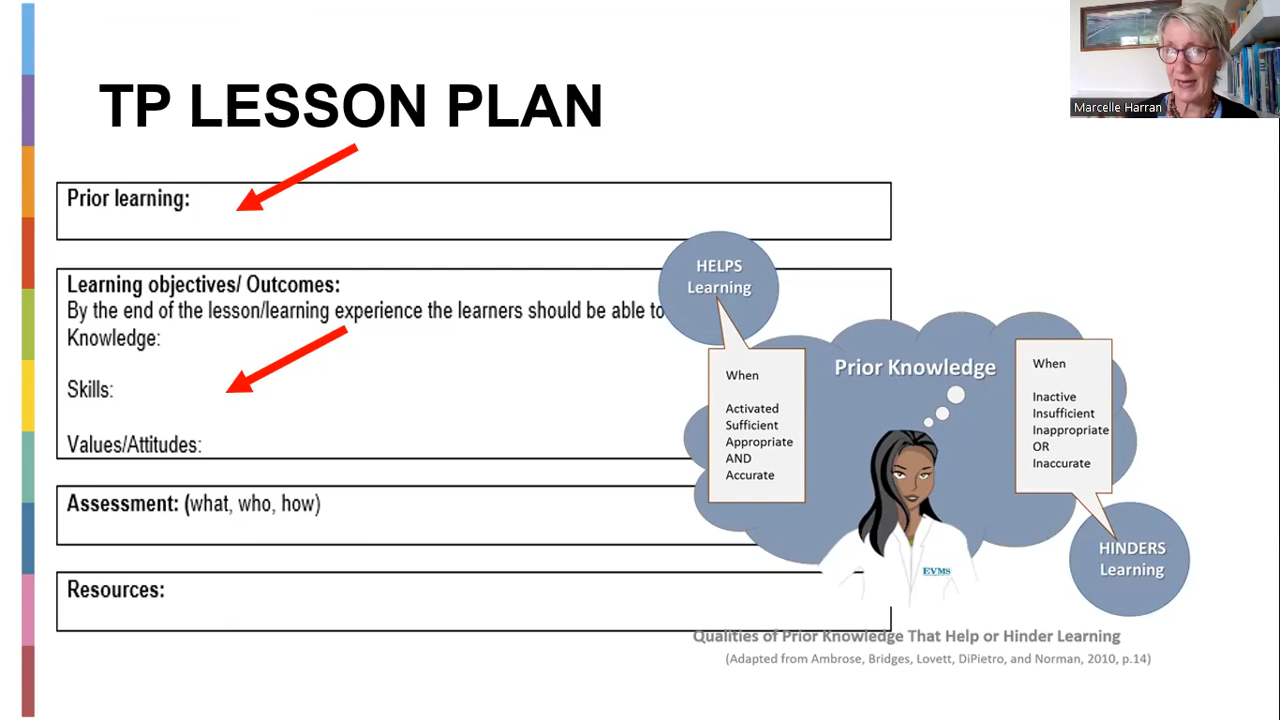 TP LESSON PLAN
Marcelle Harran
Prior learning:
Learning objectives/ Outcomes:
By the end of the lesson/learning experience the learners should be able to
Knowledge:
Skills:
Values/Attitudes:
Assessment: (what, who, how)
Resources:
HELPS
Learning
When
Activated
Sufficient
Appropriate
AND
Accurate
Prior Knowledge
When
Inactive
Insufficient
Inappropriate
OR
Inaccurate
HINDERS
Learning
EVMS
Qualities of Prior Knowledge That Help or Hinder Learning
(Adapted from Ambrose, Bridges, Lovett, DiPietro, and Norman, 2010, p.14)